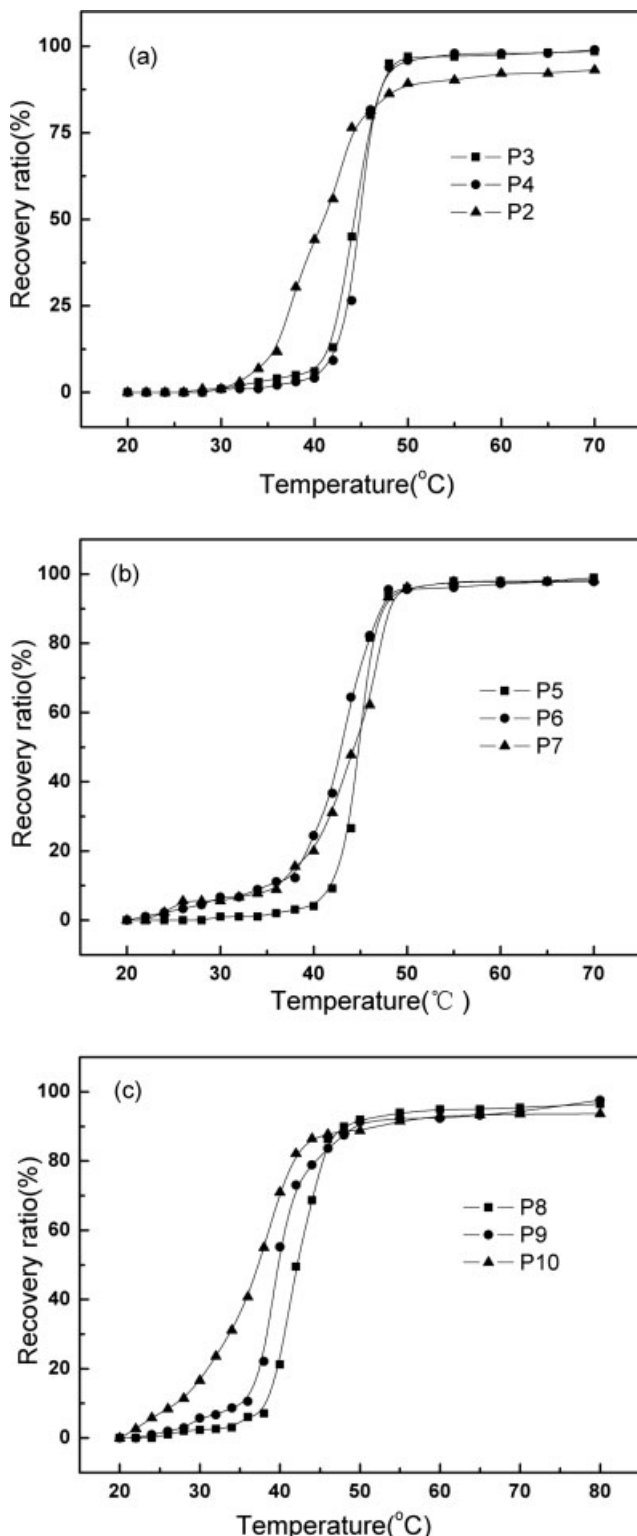 (a)
100
75
50
25
0
Recovery ratio(%)
P3
P4
P2
20 30 40 50 60 70
Temperature(°C)
(b)
100
80
60
40
20
0
Recovery ratio(%)
P5
P6
P7
20 30 40 50 60 70
Temperature(℃)
(c)
100
80
60
40
20
0
Recovery ratio(%)
P8
P9
P10
20 30 40 50 60 70 80
Temperature(°C)